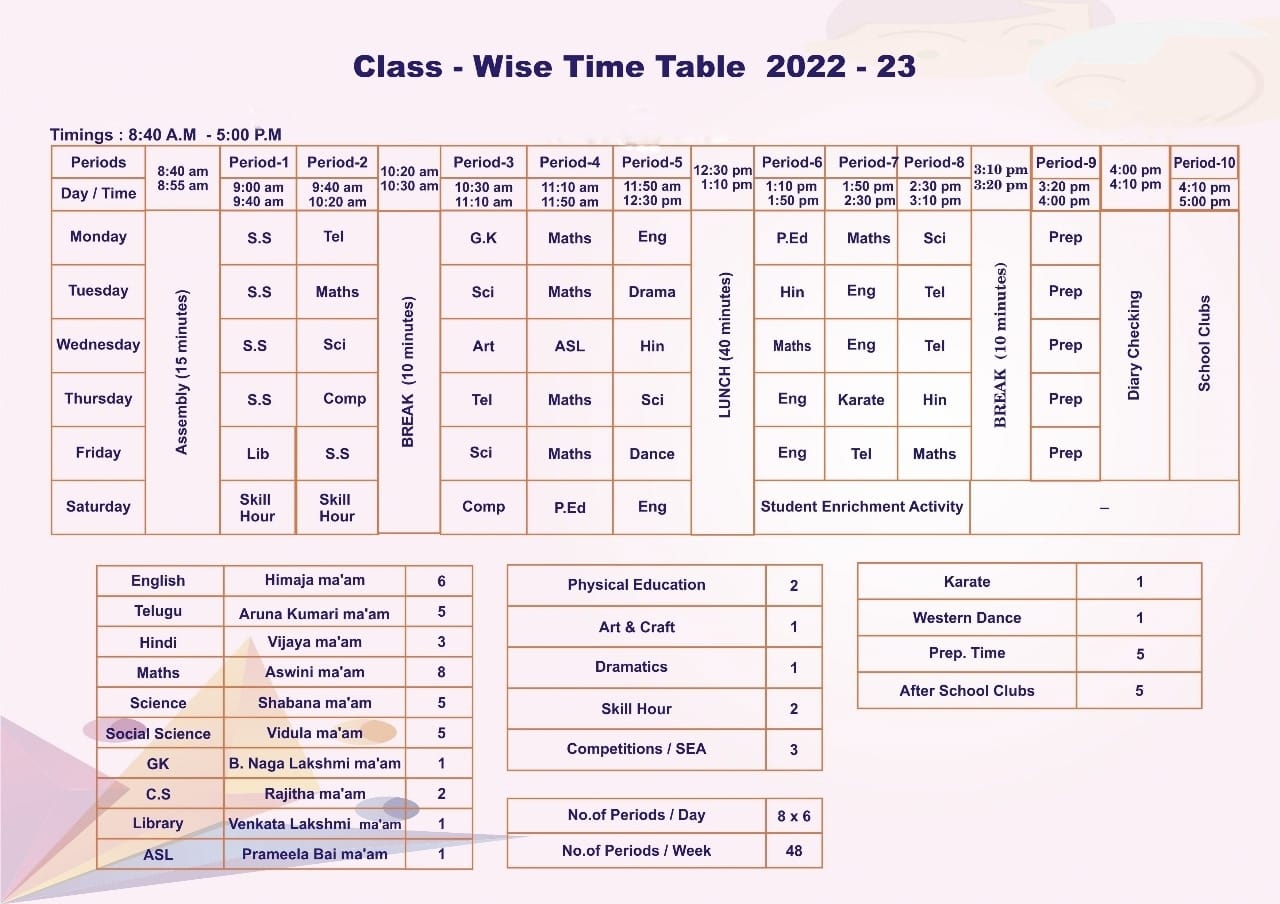 Class - Wise Time Table 2022 - 23
Timings : 8:40 A.M - 5:00 P.M
Periods 8:40 am 8:55 am Period-1 Period-2 10:20 am 10:30 am Period-3 Period-4 Period-5 12:30 pm 1:10 pm Period-6 Period-7 Period-8 3:10 pm 3:20 pm Period-9 4:00 pm 4:10 pm Period-10
Day / Time 9:00 am 9:40 am 9:40 am 10:20 am 10:30 am 11:10 am 11:10 am 11:50 am 11:50 am 12:30 pm 1:10 pm 1:50 pm 1:50 pm 2:30 pm 2:30 pm 3:10 pm 3:20 pm 4:00 pm 4:10 pm 5:00 pm
Assembly (15 minutes)
BREAK (10 minutes)
LUNCH (40 minutes)
BREAK (10 minutes)
Diary Checking
School Clubs
Monday S.S Tel G.K Maths Eng P.Ed Maths Sci Prep
Tuesday S.S Maths Sci Maths Drama Hin Eng Tel Prep
Wednesday S.S Sci Art ASL Hin Maths Eng Tel Prep
Thursday S.S Comp Tel Maths Sci Eng Karate Hin Prep
Friday Lib S.S Sci Maths Dance Eng Tel Maths Prep
Saturday Skill Hour Skill Hour Comp P.Ed Eng Student Enrichment Activity –
English Himaja ma'am 6
Telugu Aruna Kumari ma'am 5
Hindi Vijaya ma'am 3
Maths Aswini ma'am 8
Science Shabana ma'am 5
Social Science Vidula ma'am 5
GK B. Naga Lakshmi ma'am 1
C.S Rajitha ma'am 2
Library Venkata Lakshmi ma'am 1
ASL Prameela Bai ma'am 1
Physical Education 2
Art & Craft 1
Dramatics 1
Skill Hour 2
Competitions / SEA 3
No.of Periods / Day 8 x 6
No.of Periods / Week 48
Karate 1
Western Dance 1
Prep. Time 5
After School Clubs 5